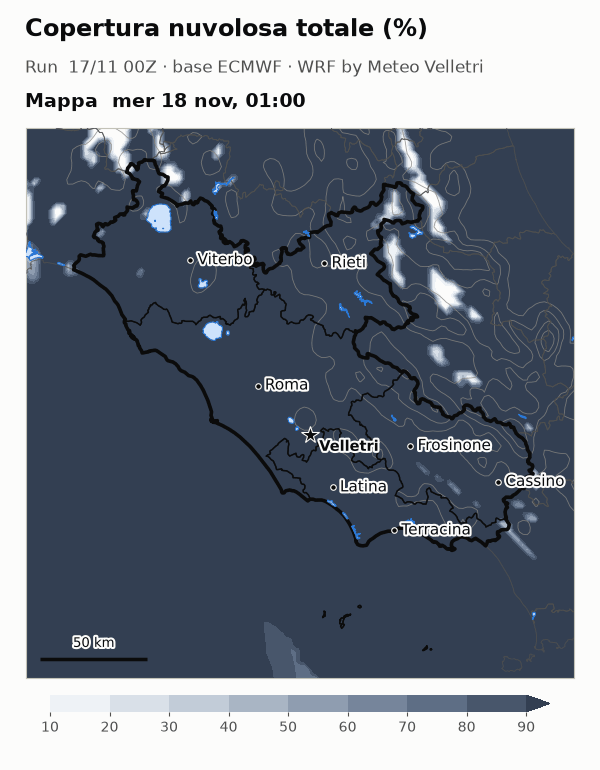 Copertura nuvolosa totale (%)
Run  17/11 00Z · base ECMWF · WRF by Meteo Velletri
Mappa  mer 18 nov, 01:00
Viterbo
Rieti
Roma
Velletri
Frosinone
Cassino
Latina
Terracina
50 km
10 20 30 40 50 60 70 80 90